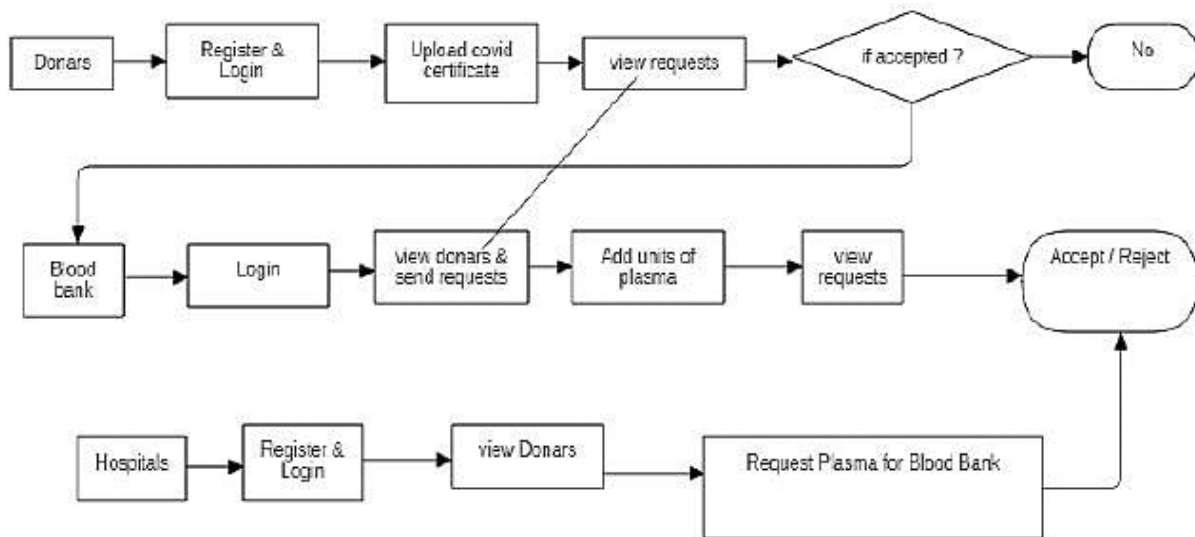 Donars
Register &
Login
Upload covid
certificate
view requests
if accepted ?
No
Blood
bank
Login
view donars &
send requests
Add units of
plasma
view
requests
Accept / Reject
Hospitals
Register &
Login
view Donars
Request Plasma for Blood Bank